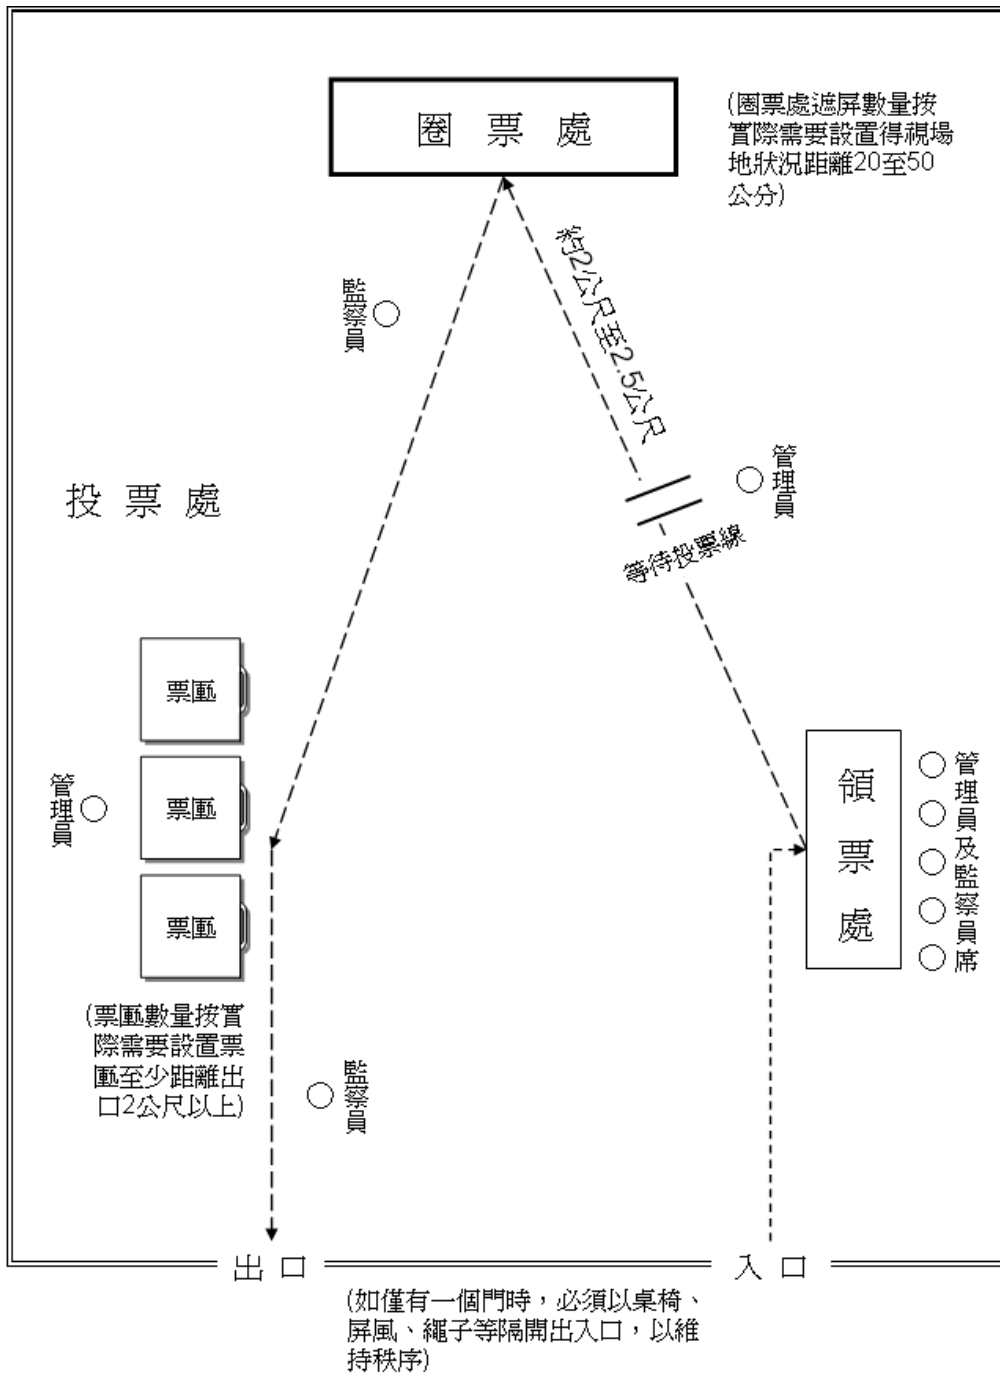 圈票處
(圈票處遮屏數量按
實際需要設置得視場
地狀況距離20至50
公分)
約2公尺至2.5公尺
監察員
管理員
投票處
等待投票線
票匭
票匭
票匭
管理員
領票處
管理員及監察員席
(票匭數量按實
際需要設置票
匭至少距離出
口2公尺以上)
監察員
出口
入口
(如僅有一個門時，必須以桌椅、
屏風、繩子等隔開出入口，以維
持秩序)